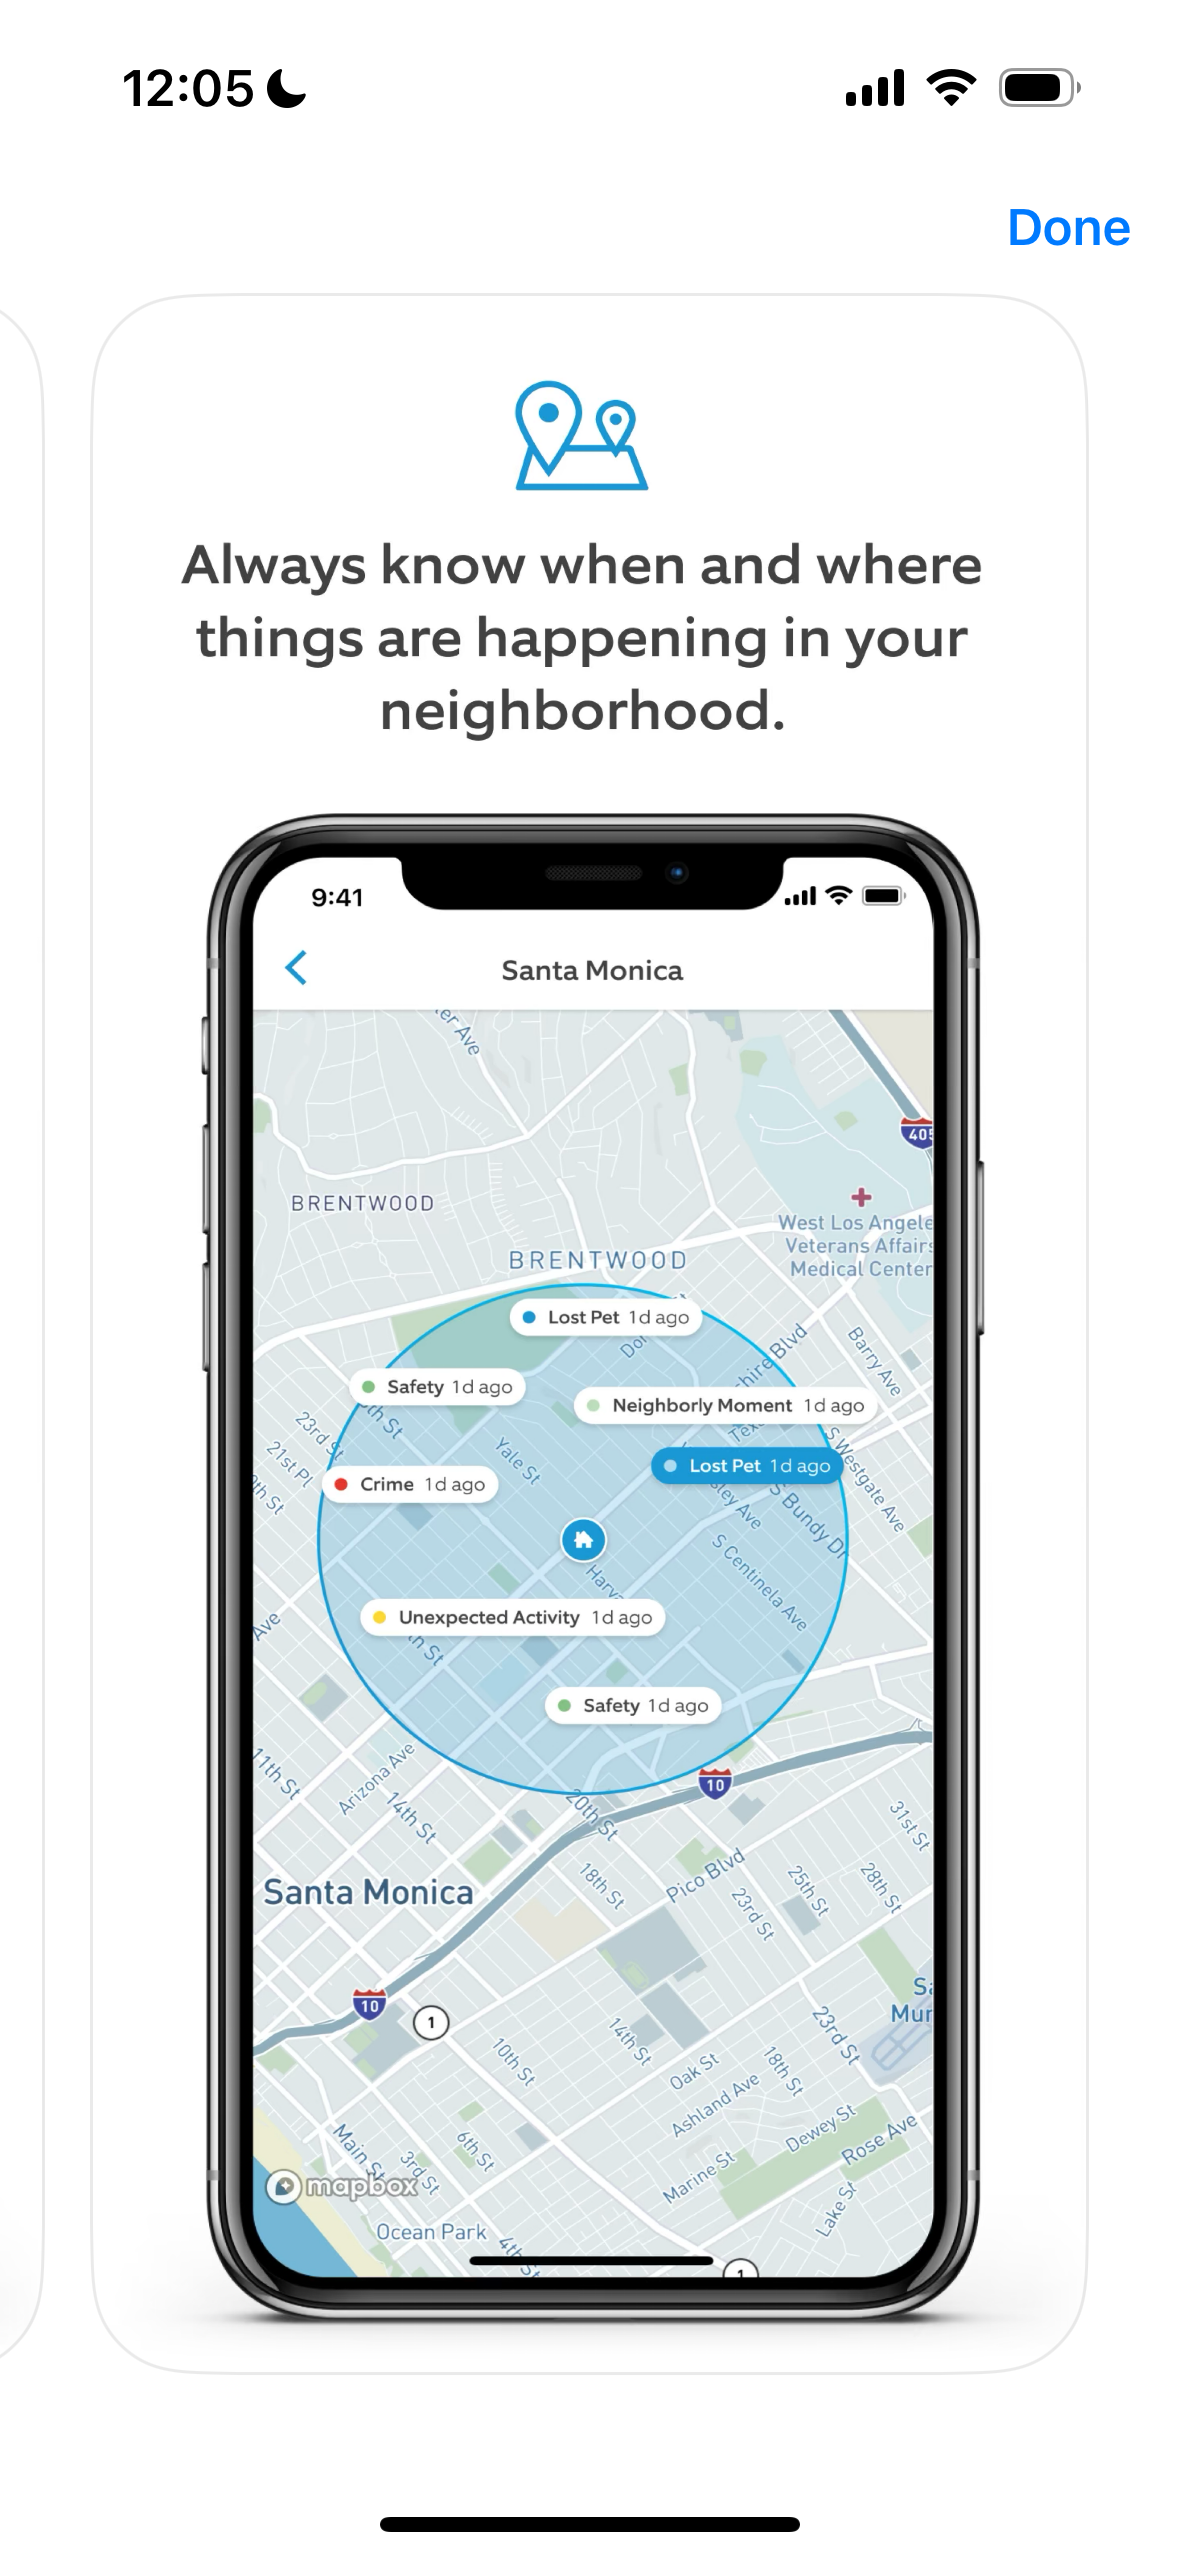 12:05
Done
Always know when and where
things are happening in your
neighborhood.
9:41
Santa Monica
405
BRENTWOOD
West Los Angele
Veterans Affairs
Medical Center
BRENTWOOD
Lost Pet 1d ago
Safety 1d ago
Neighborly Moment 1d ago
Barry Ave
23rd St
21st Pl
Yale St
Lost Pet 1d ago
S Westgate Ave
Crime 1d ago
S Bundy Dr
S Centinela Ave
Unexpected Activity 1d ago
Ave
Safety 1d ago
10
11th St
Arizona Ave
14th St
20th St
31st St
Santa Monica
18th St
Pico Blvd
23rd St
25th St
28th St
10
1
14th St
23rd St
10th St
Oak St
18th St
Ashland Ave
Dewey St
Rose Ave
Main St
3rd St
6th St
Marine St
Lake St
mapbox
Ocean Park
4th St
1